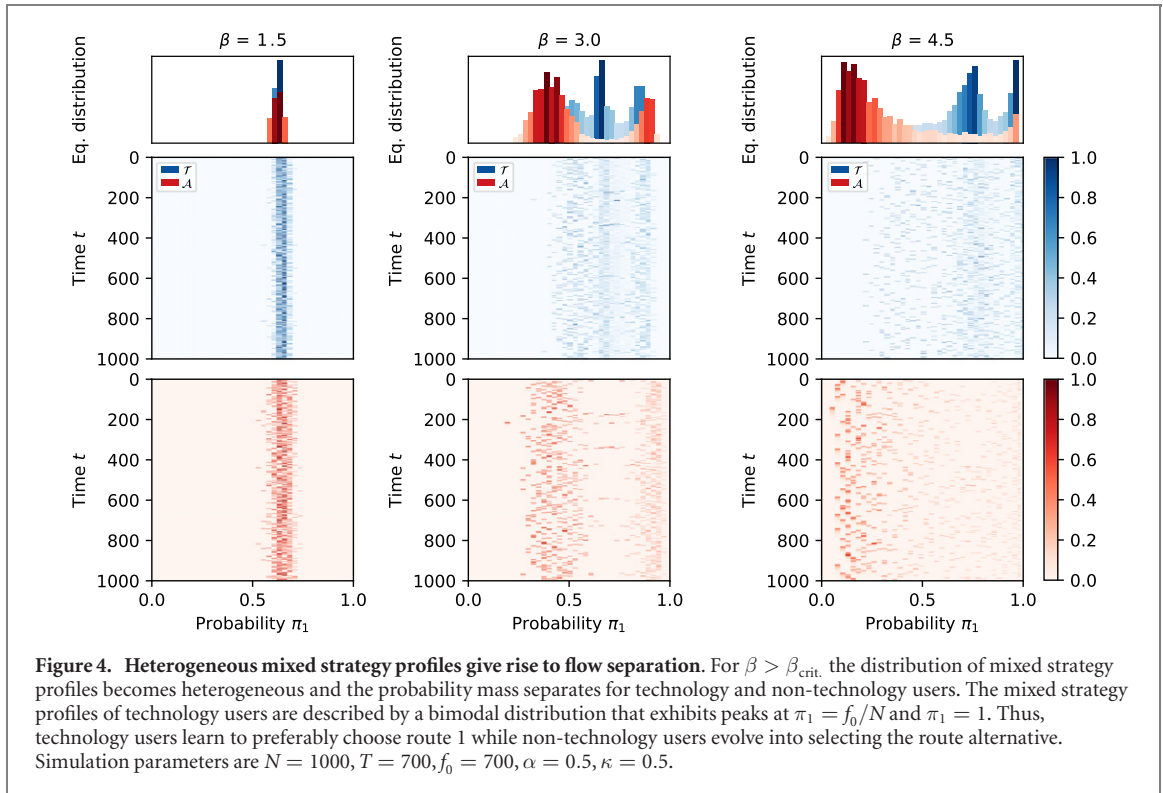 β = 1.5
β = 3.0
β = 4.5
Eq. distribution
Eq. distribution
Eq. distribution
𝒯
𝒜
0
200
400
600
800
1000
Time t
𝒯
𝒜
0
200
400
600
800
1000
Time t
𝒯
𝒜
0
200
400
600
800
1000
Time t
1.0
0.8
0.6
0.4
0.2
0.0
0
200
400
600
800
1000
Time t
0.0 0.5 1.0
Probability π₁
0
200
400
600
800
1000
Time t
0.0 0.5 1.0
Probability π₁
0
200
400
600
800
1000
Time t
0.0 0.5 1.0
Probability π₁
1.0
0.8
0.6
0.4
0.2
0.0
Figure 4. Heterogeneous mixed strategy profiles give rise to flow separation. For β > β_crit. the distribution of mixed strategy
profiles becomes heterogeneous and the probability mass separates for technology and non-technology users. The mixed strategy
profiles of technology users are described by a bimodal distribution that exhibits peaks at π₁ = f₀/N and π₁ = 1. Thus,
technology users learn to preferably choose route 1 while non-technology users evolve into selecting the route alternative.
Simulation parameters are N = 1000, T = 700, f₀ = 700, α = 0.5, κ = 0.5.